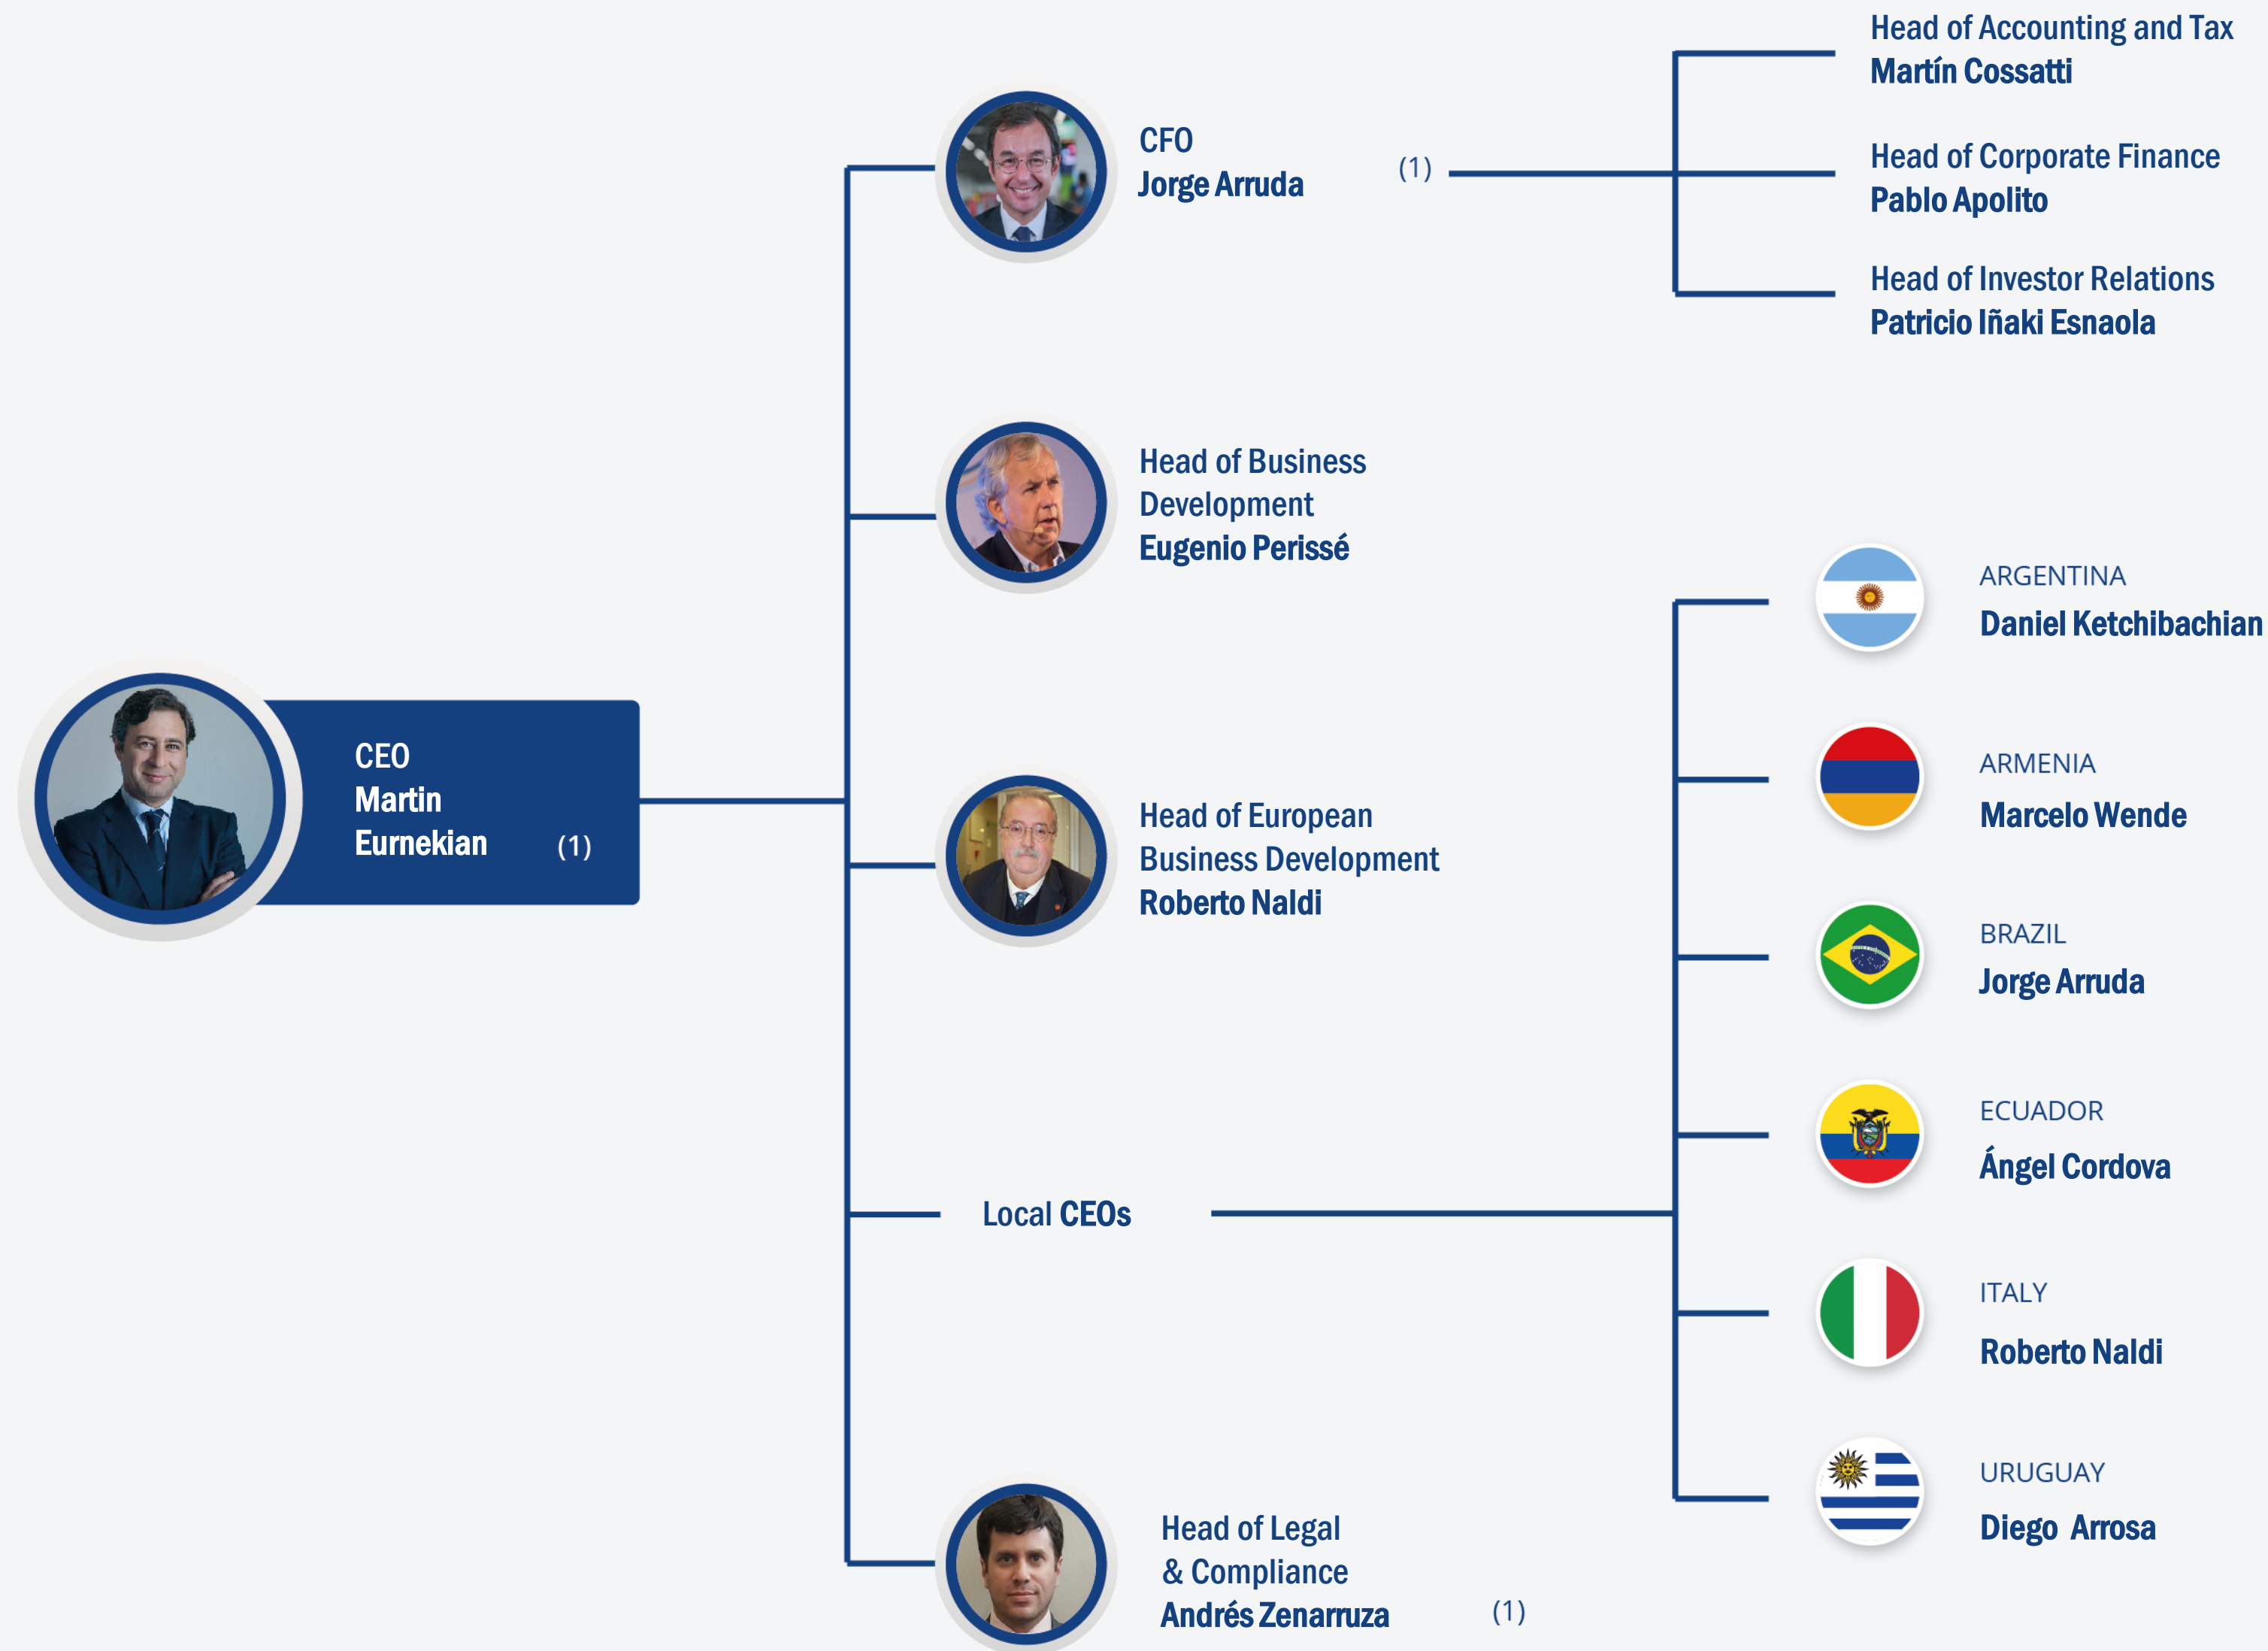 Head of Accounting and Tax
Martín Cossatti
CFO
Jorge Arruda
(1)
Head of Corporate Finance
Pablo Apolito
Head of Investor Relations
Patricio Iñaki Esnaola
Head of Business
Development
Eugenio Perissé
CEO
Martin
Eurnekian
(1)
Head of European
Business Development
Roberto Naldi
Local CEOs
ARGENTINA
Daniel Ketchibachian
ARMENIA
Marcelo Wende
BRAZIL
Jorge Arruda
ECUADOR
Ángel Cordova
ITALY
Roberto Naldi
URUGUAY
Diego  Arrosa
Head of Legal
& Compliance
Andrés Zenarruza
(1)